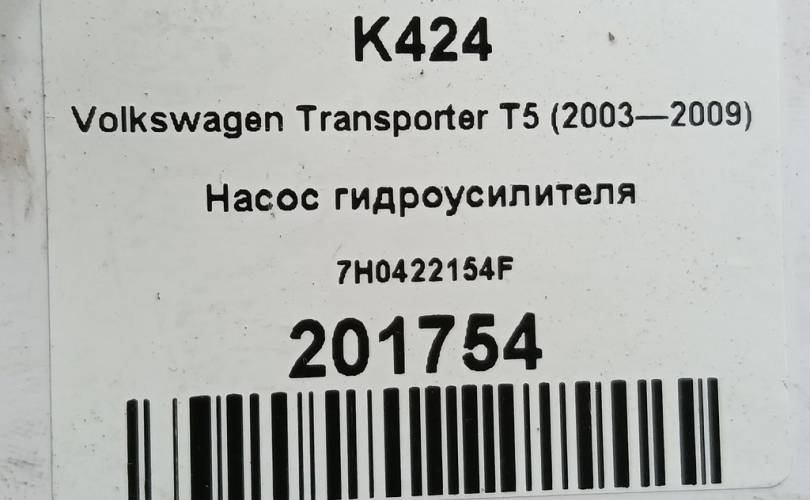 K424
Volkswagen Transporter T5 (2003—2009)
Насос гидроусилителя
7H0422154F
201754